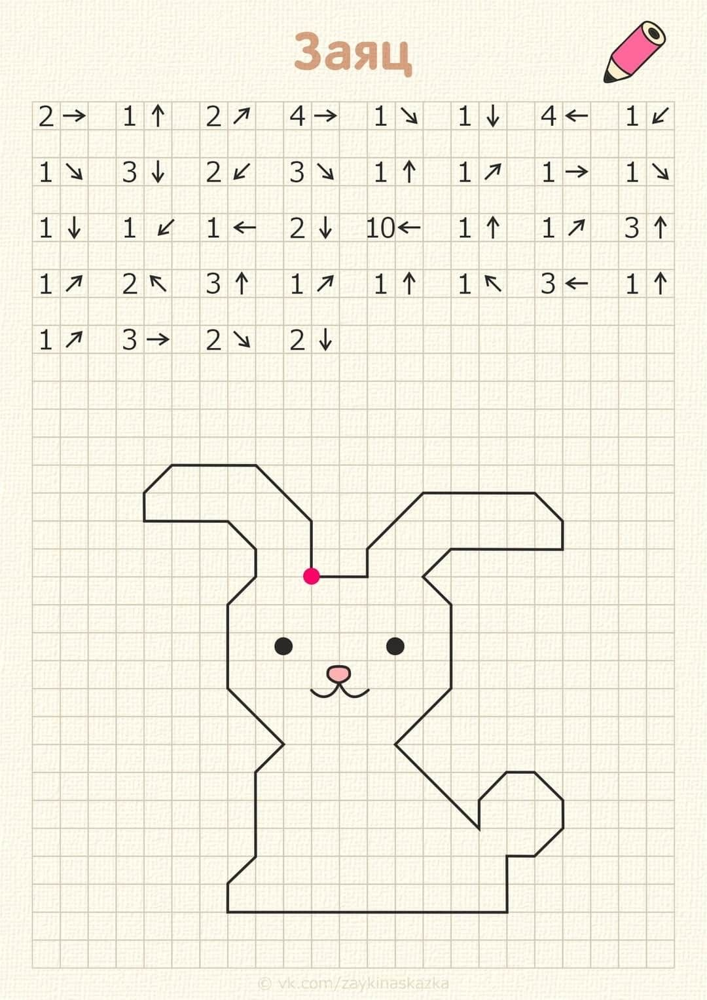 Заяц
2 → 1 ↑ 2 ↗ 4 → 1 ↘ 1 ↓ 4 ← 1 ↙
1 ↘ 3 ↓ 2 ↙ 3 ↘ 1 ↑ 1 ↗ 1 → 1 ↘
1 ↓ 1 ↙ 1 ← 2 ↓ 10 ← 1 ↑ 1 ↗ 3 ↑
1 ↗ 2 ↖ 3 ↑ 1 ↗ 1 ↑ 1 ↖ 3 ← 1 ↑
1 ↗ 3 → 2 ↘ 2 ↓
© vk.com/zaykinaskazka